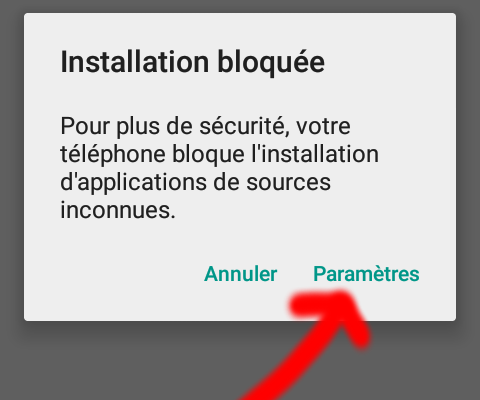 Installation bloquée
Pour plus de sécurité, votre
téléphone bloque l'installation
d'applications de sources
inconnues.
Annuler Paramètres